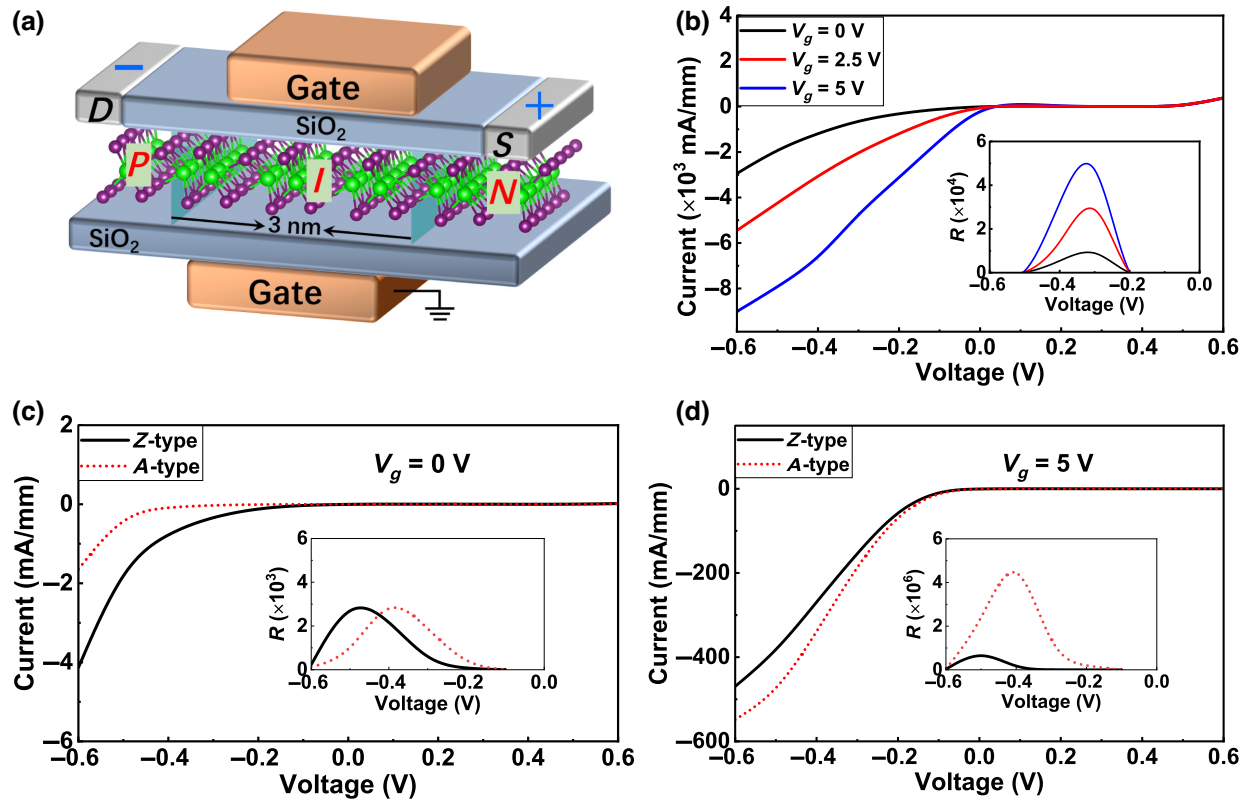 (a)
Gate
–
D
SiO2
+
S
P
I
N
3 nm
SiO2
Gate
(b)
Vg = 0 V
Vg = 2.5 V
Vg = 5 V
Current (×10³ mA/mm)
4
2
0
–2
–4
–6
–8
–0.6 –0.4 –0.2 0.0 0.2 0.4 0.6
Voltage (V)
R (×10⁴)
6
4
2
0
–0.6 –0.4 –0.2 0.0
Voltage (V)
(c)
Z-type
A-type
Vg = 0 V
Current (mA/mm)
2
0
–2
–4
–6
–0.6 –0.4 –0.2 0.0 0.2 0.4 0.6
Voltage (V)
R (×10³)
6
4
2
0
–0.6 –0.4 –0.2 0.0
Voltage (V)
(d)
Z-type
A-type
Vg = 5 V
Current (mA/mm)
0
–200
–400
–600
–0.6 –0.4 –0.2 0.0 0.2 0.4 0.6
Voltage (V)
R (×10⁶)
6
4
2
0
–0.6 –0.4 –0.2 0.0
Voltage (V)